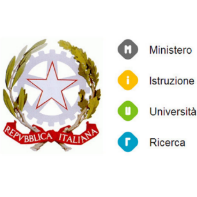 REPVBBLICA ITALIANA
M Ministero
i Istruzione
u Università
r Ricerca